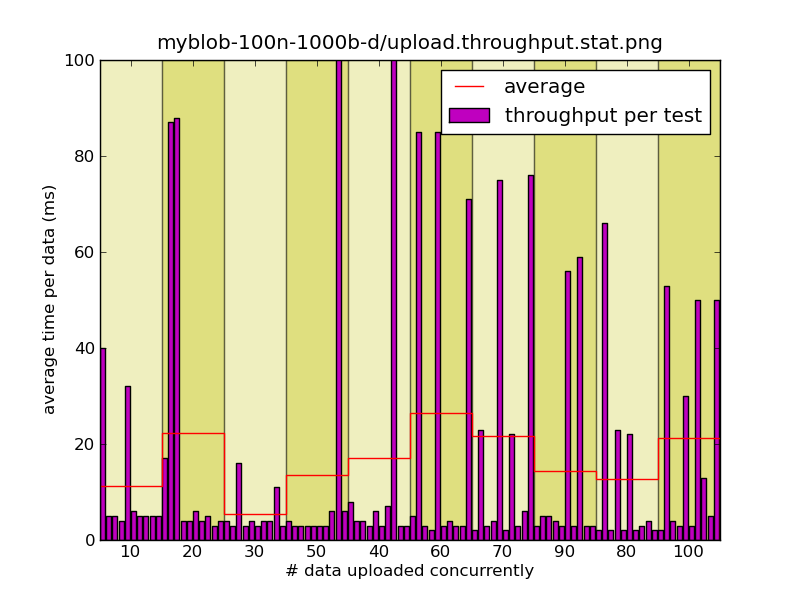 myblob-100n-1000b-d/upload.throughput.stat.png
average
throughput per test
average time per data (ms)
100
80
60
40
20
0
10 20 30 50 40 60 70 90 80 100
# data uploaded concurrently